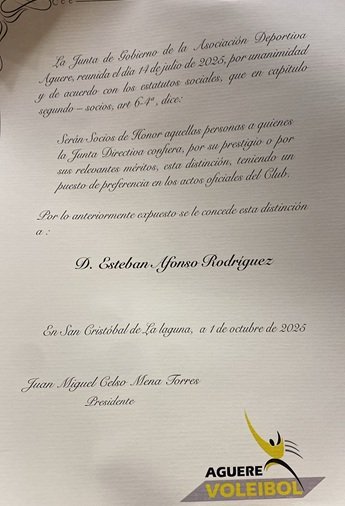 La Junta de Gobierno de la Asociación Deportiva
Aguere, reunida el día 14 de julio de 2025, por unanimidad
y de acuerdo con los estatutos sociales, que en capítulo
segundo – socios, art 6.4ª, dice:
Serán Socios de Honor aquellas personas a quienes
la Junta Directiva confiera, por su prestigio o por
sus relevantes méritos, esta distinción, teniendo un
puesto de preferencia en los actos oficiales del Club.
Por lo anteriormente expuesto se le concede esta distinción
a :
D. Esteban Afonso Rodríguez
En San Cristóbal de La laguna, a 1 de octubre de 2025
Juan Miguel Celso Mena Torres
Presidente
AGUERE
VOLEIBOL